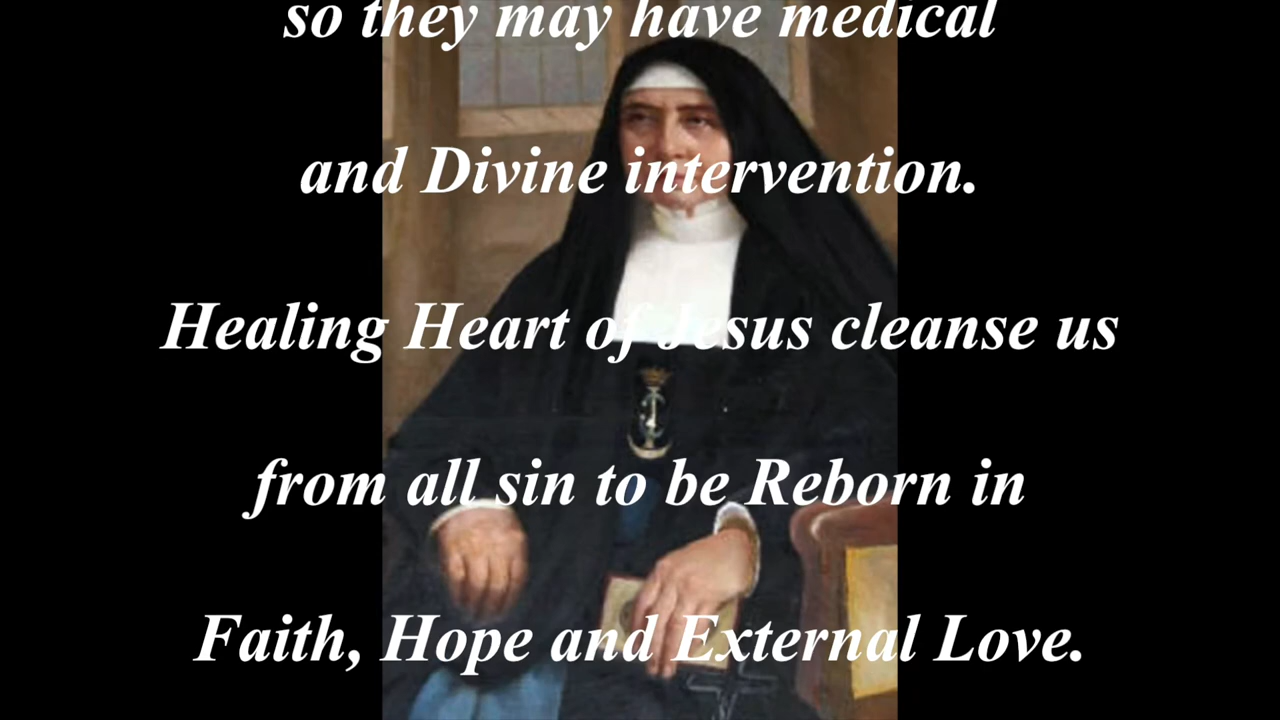 so they may have medical
and Divine intervention.
Healing Heart of Jesus cleanse us
from all sin to be Reborn in
Faith, Hope and External Love.